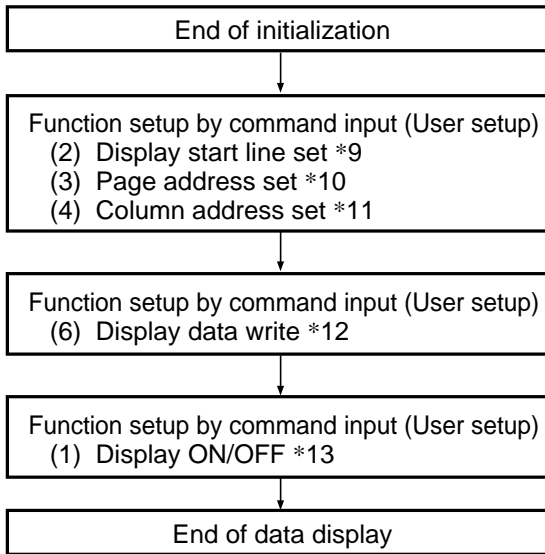 End of initialization
Function setup by command input (User setup)
(2) Display start line set *9
(3) Page address set *10
(4) Column address set *11
Function setup by command input (User setup)
(6) Display data write *12
Function setup by command input (User setup)
(1) Display ON/OFF *13
End of data display